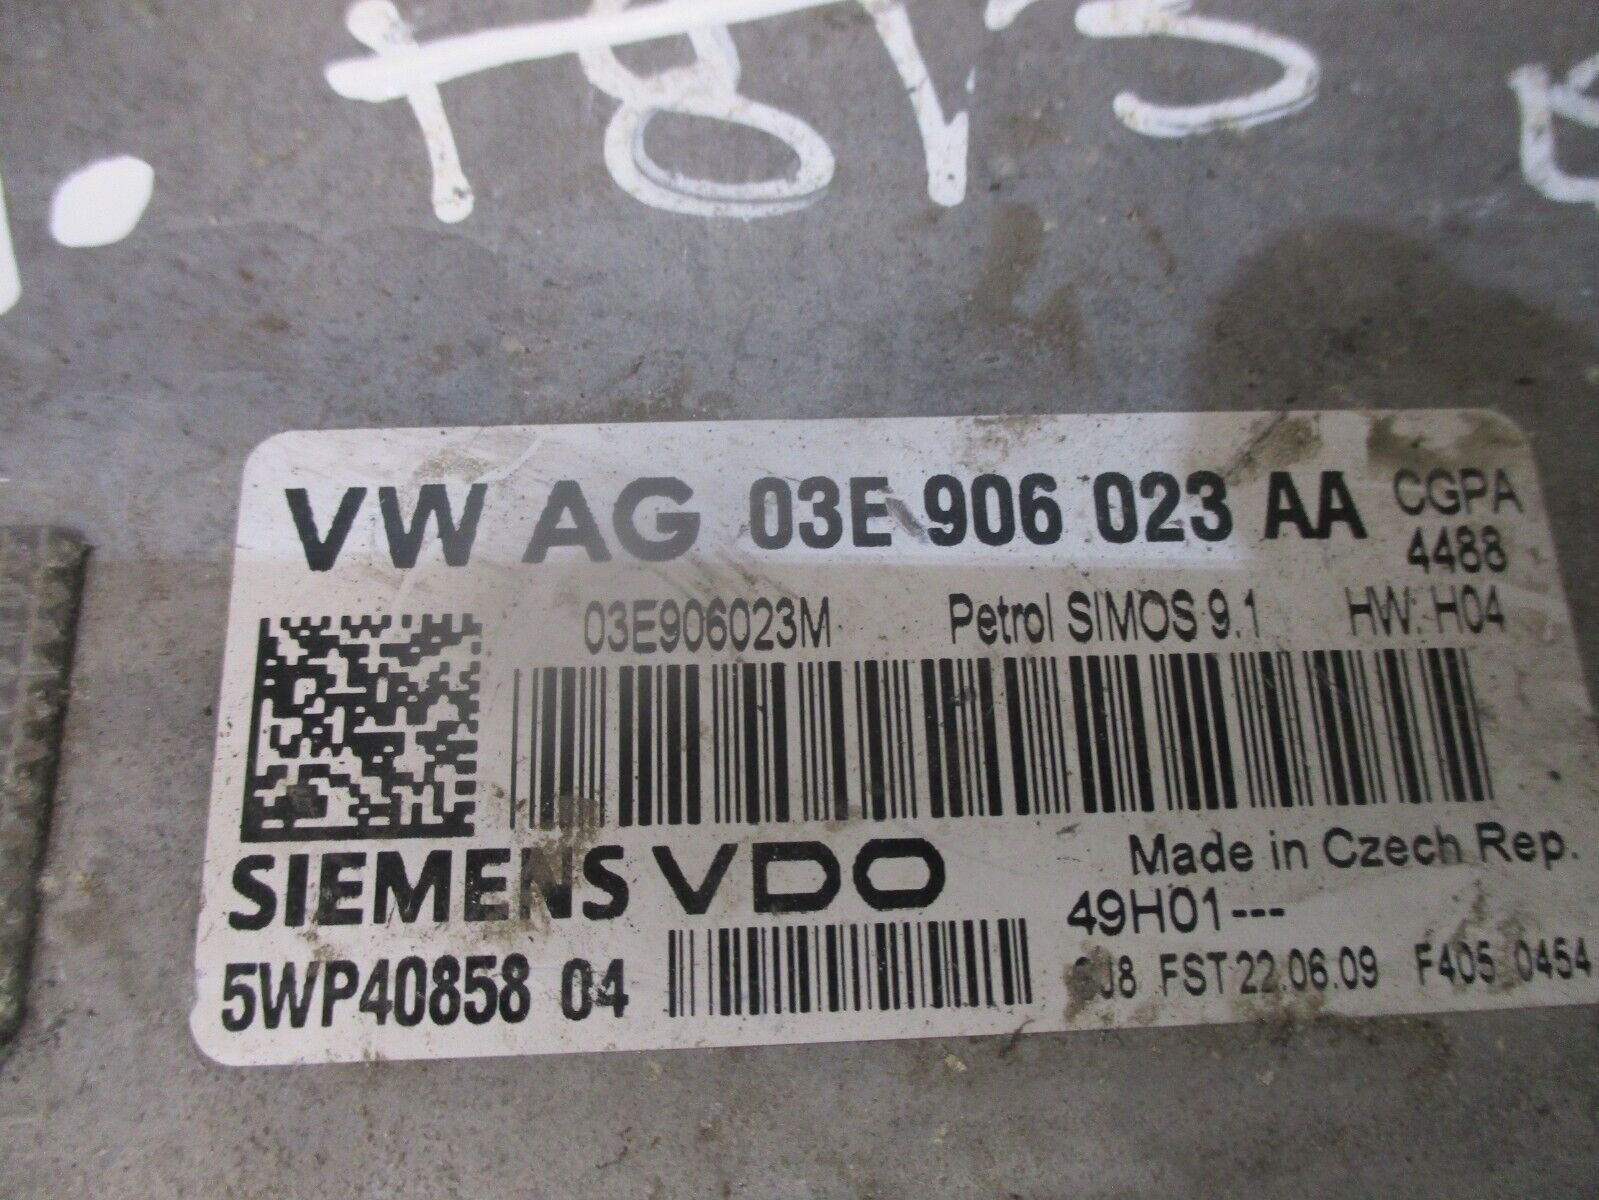 VW AG 03E 906 023 AA CGPA
4488
03E906023M Petrol SIMOS 9.1 HW: H04
SIEMENS VDO Made in Czech Rep.
49H01---
5WP40858 04 J8 FST 22.06.09 F405 0454